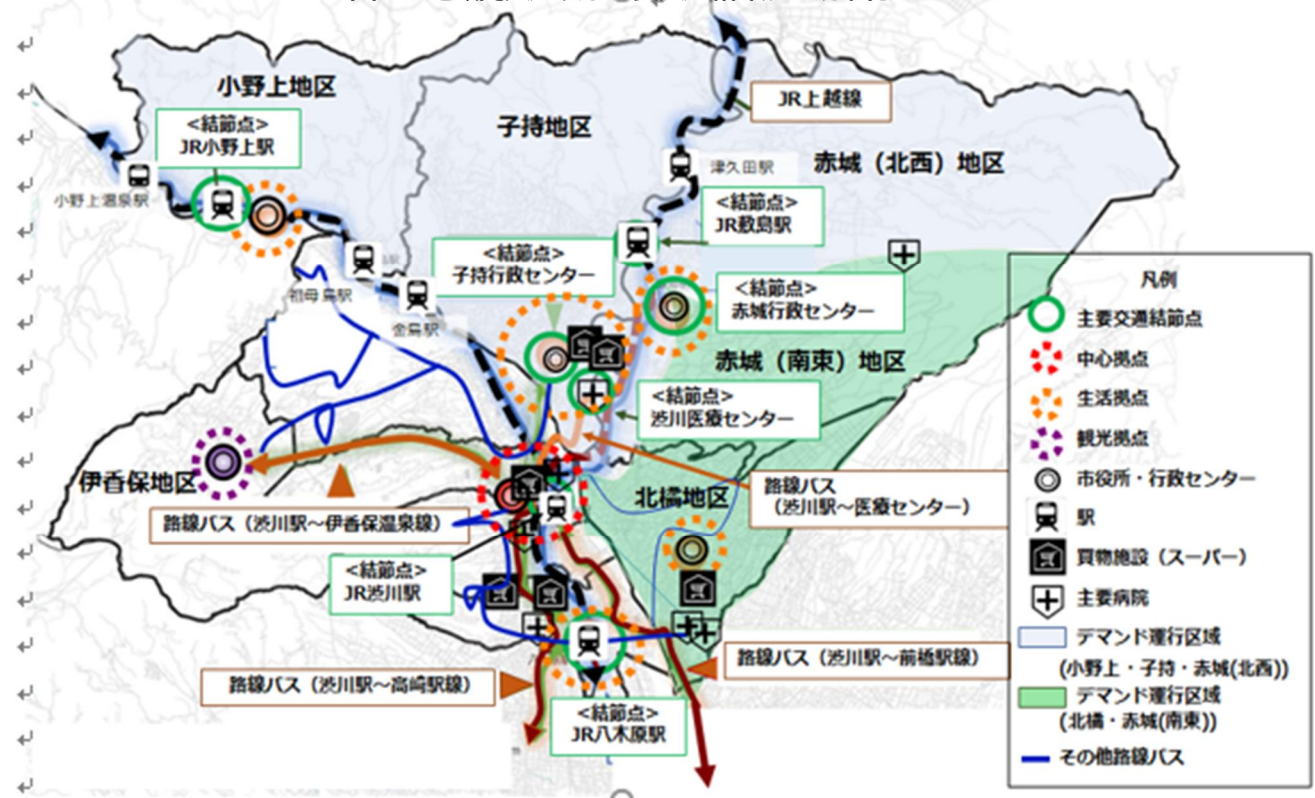 小野上地区
JR上越線
<結節点>
JR小野上駅
子持地区
津久田駅
赤城（北西）地区
小野上温泉駅
<結節点>
JR敷島駅
<結節点>
子持行政センター
祖母島駅
金島駅
<結節点>
赤城行政センター
赤城（南東）地区
<結節点>
渋川医療センター
伊香保地区
北橘地区
路線バス
（渋川駅～医療センター）
路線バス（渋川駅～伊香保温泉線）
<結節点>
JR渋川駅
路線バス（渋川駅～前橋駅線）
路線バス（渋川駅～高崎駅線）
<結節点>
JR八木原駅
凡例
主要交通結節点
中心拠点
生活拠点
観光拠点
市役所・行政センター
駅
買物施設（スーパー）
主要病院
デマンド運行区域
(小野上・子持・赤城(北西))
デマンド運行区域
(北橘・赤城(南東))
その他路線バス